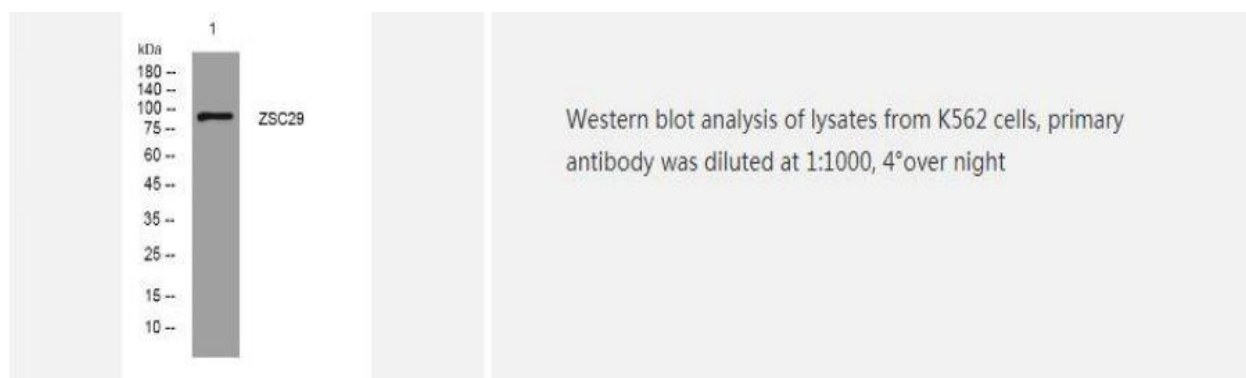 1
kDa
180 --
140 --
100 --
ZSC29
75 --
60 --
45 --
35 --
25 --
15 --
10 --
Western blot analysis of lysates from K562 cells, primary
antibody was diluted at 1:1000, 4°over night